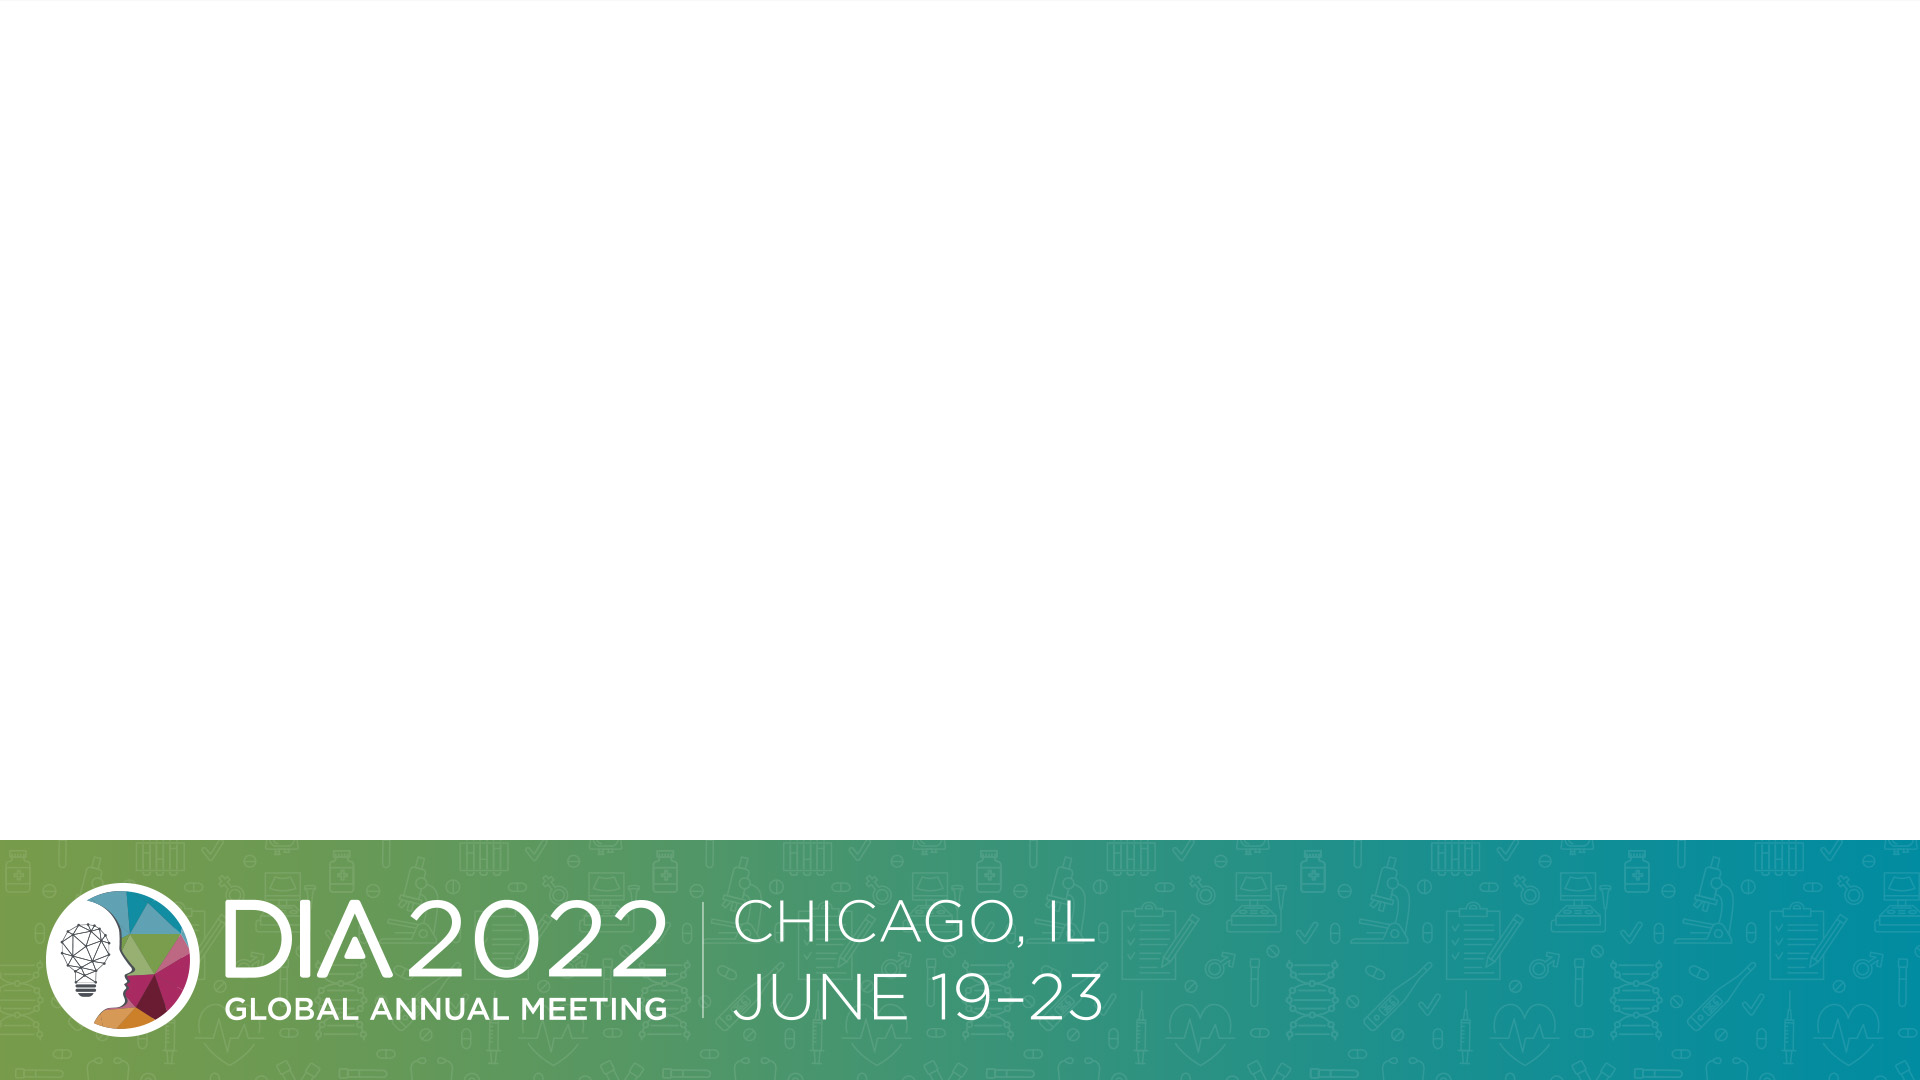 DIA 2022
GLOBAL ANNUAL MEETING
CHICAGO, IL
JUNE 19–23